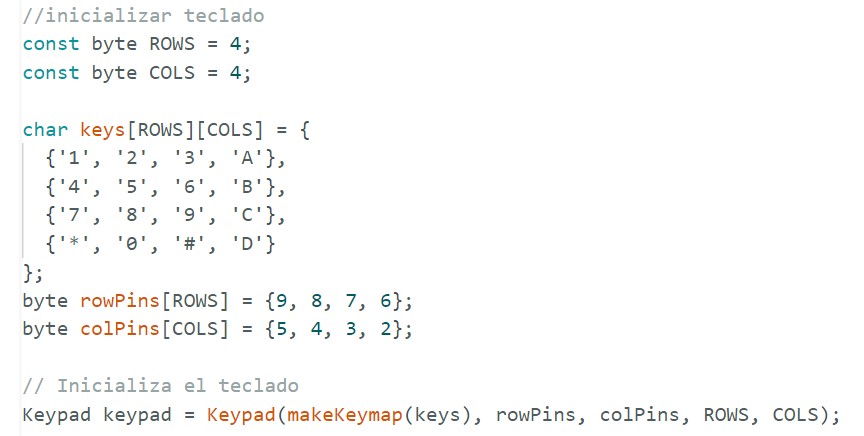 //inicializar teclado
const byte ROWS = 4;
const byte COLS = 4;

char keys[ROWS][COLS] = {
  {'1', '2', '3', 'A'},
  {'4', '5', '6', 'B'},
  {'7', '8', '9', 'C'},
  {'*', '0', '#', 'D'}
};
byte rowPins[ROWS] = {9, 8, 7, 6};
byte colPins[COLS] = {5, 4, 3, 2};

// Inicializa el teclado
Keypad keypad = Keypad(makeKeymap(keys), rowPins, colPins, ROWS, COLS);